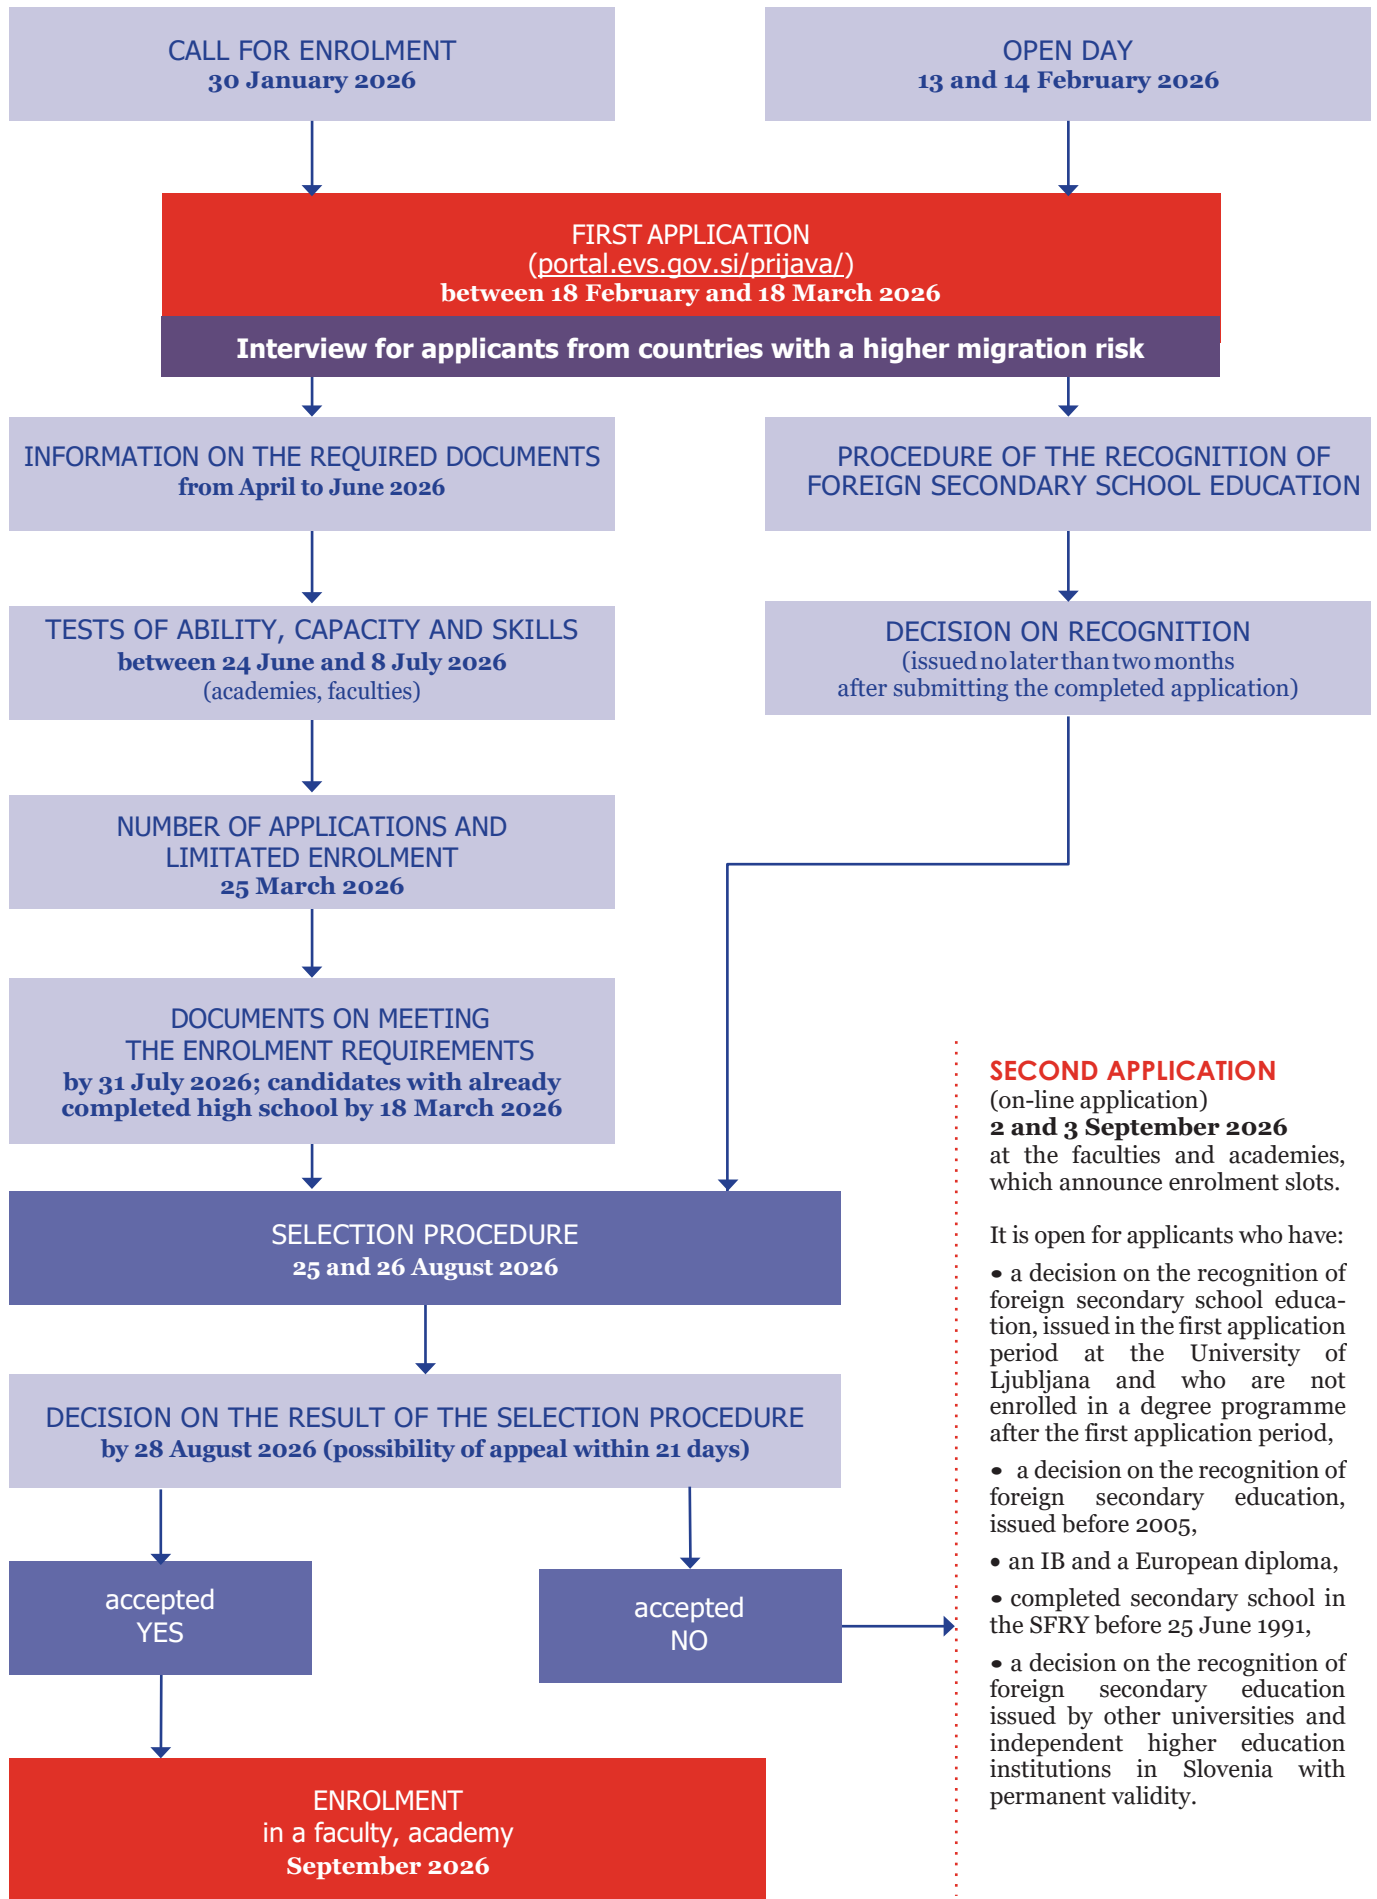 CALL FOR ENROLMENT
30 January 2026
OPEN DAY
13 and 14 February 2026
FIRST APPLICATION
(portal.evs.gov.si/prijava/)
between 18 February and 18 March 2026
Interview for applicants from countries with a higher migration risk
INFORMATION ON THE REQUIRED DOCUMENTS
from April to June 2026
PROCEDURE OF THE RECOGNITION OF
FOREIGN SECONDARY SCHOOL EDUCATION
TESTS OF ABILITY, CAPACITY AND SKILLS
between 24 June and 8 July 2026
(academies, faculties)
DECISION ON RECOGNITION
(issued no later than two months
after submitting the completed application)
NUMBER OF APPLICATIONS AND
LIMITATED ENROLMENT
25 March 2026
DOCUMENTS ON MEETING
THE ENROLMENT REQUIREMENTS
by 31 July 2026; candidates with already
completed high school by 18 March 2026
SELECTION PROCEDURE
25 and 26 August 2026
DECISION ON THE RESULT OF THE SELECTION PROCEDURE
by 28 August 2026 (possibility of appeal within 21 days)
accepted
YES
accepted
NO
ENROLMENT
in a faculty, academy
September 2026
SECOND APPLICATION
(on-line application)
2 and 3 September 2026
at the faculties and academies,
which announce enrolment slots.
It is open for applicants who have:
• a decision on the recognition of
foreign secondary school educa-
tion, issued in the first application
period at the University of
Ljubljana and who are not
enrolled in a degree programme
after the first application period,
• a decision on the recognition of
foreign secondary education,
issued before 2005,
• an IB and a European diploma,
• completed secondary school in
the SFRY before 25 June 1991,
• a decision on the recognition of
foreign secondary education
issued by other universities and
independent higher education
institutions in Slovenia with
permanent validity.